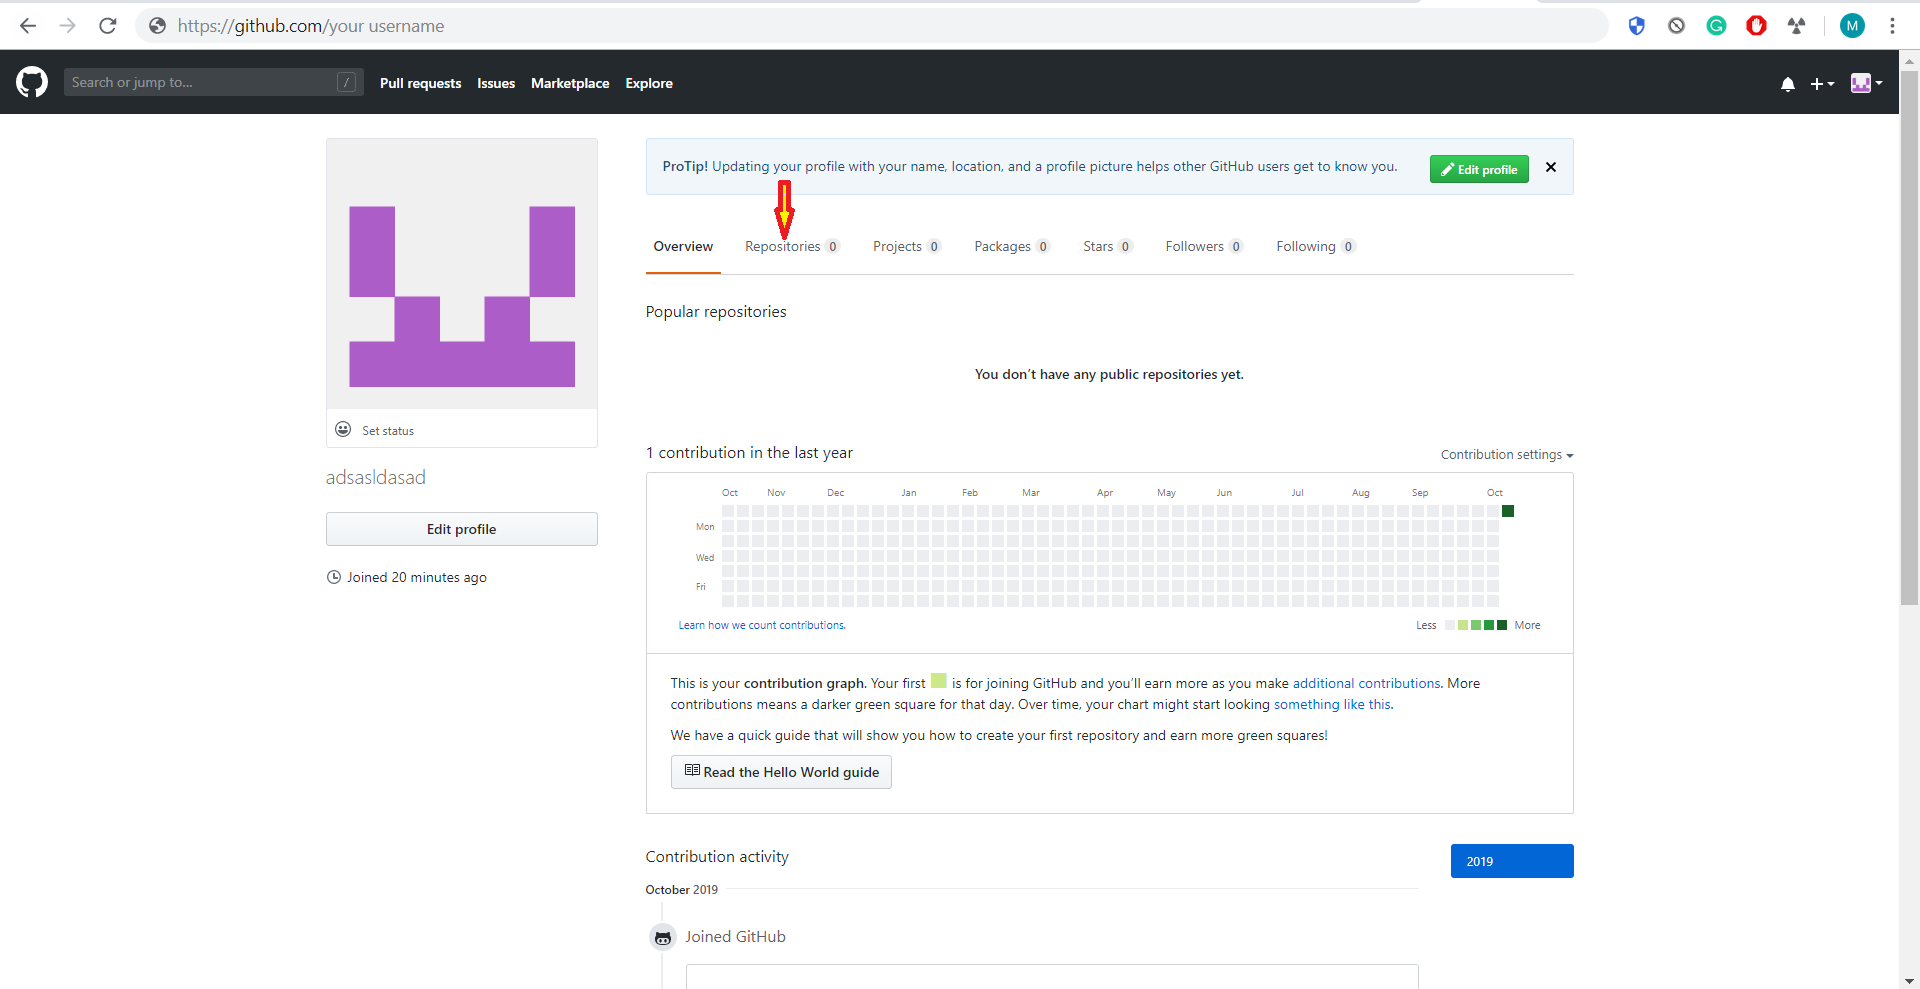 https://github.com/your username
M
Search or jump to...
/
Pull requests
Issues
Marketplace
Explore
ProTip! Updating your profile with your name, location, and a profile picture helps other GitHub users get to know you.
Edit profile
Overview
Repositories 0
Projects 0
Packages 0
Stars 0
Followers 0
Following 0
Popular repositories
You don’t have any public repositories yet.
Set status
adsasldasad
Edit profile
Joined 20 minutes ago
1 contribution in the last year
Contribution settings
Oct Nov Dec Jan Feb Mar Apr May Jun Jul Aug Sep Oct
Mon
Wed
Fri
Learn how we count contributions.
Less
More
This is your contribution graph. Your first is for joining GitHub and you’ll earn more as you make additional contributions. More
contributions means a darker green square for that day. Over time, your chart might start looking something like this.
We have a quick guide that will show you how to create your first repository and earn more green squares!
Read the Hello World guide
Contribution activity
2019
October 2019
Joined GitHub